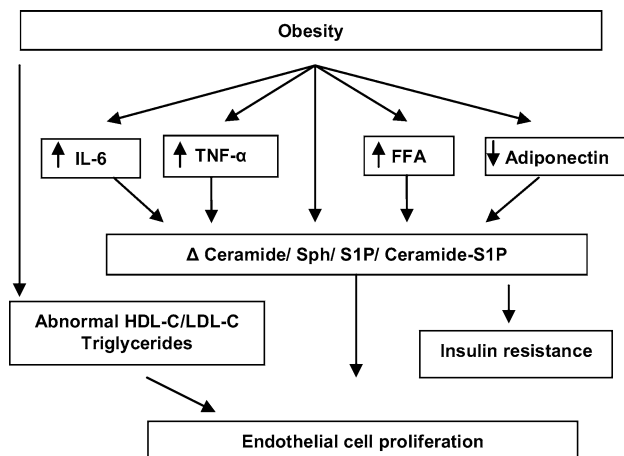 Obesity
IL-6
TNF-α
FFA
Adiponectin
Δ Ceramide/ Sph/ S1P/ Ceramide-S1P
Abnormal HDL-C/LDL-C
Triglycerides
Insulin resistance
Endothelial cell proliferation